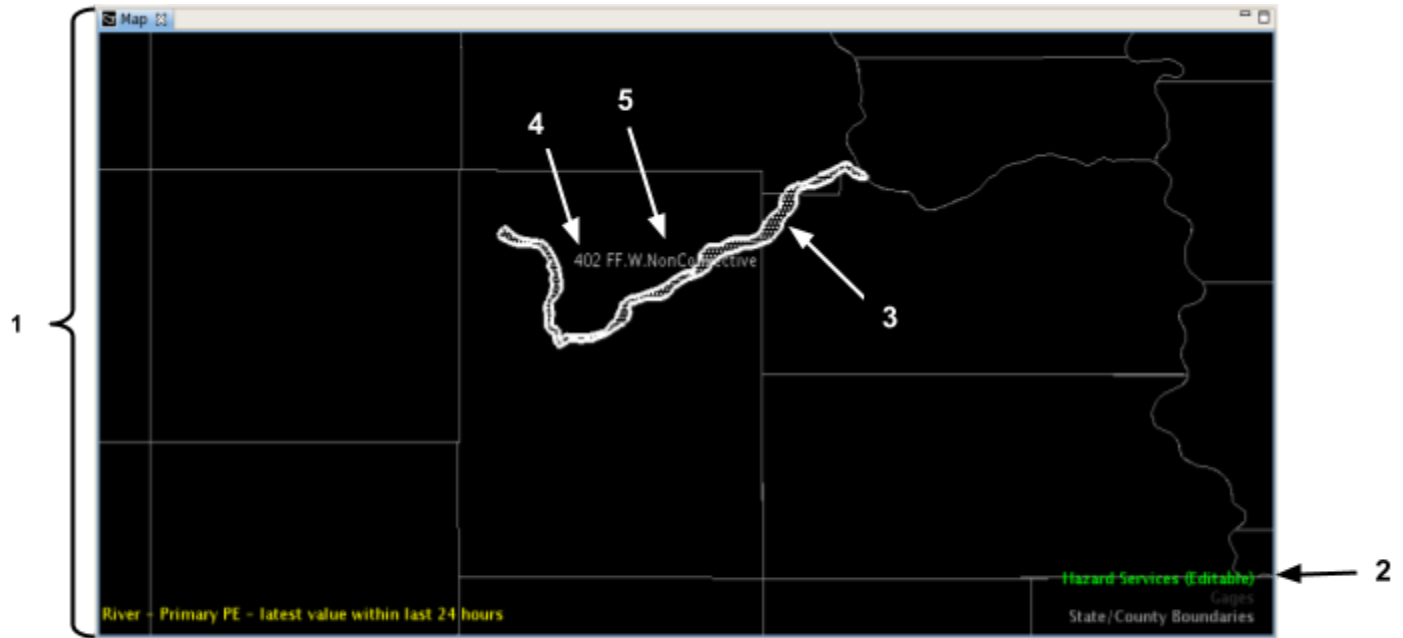 Map
5
4
402 FF.W.NonConvective
3
1
Hazard Services (Editable)
2
Gages
River - Primary PE - latest value within last 24 hours
State/County Boundaries